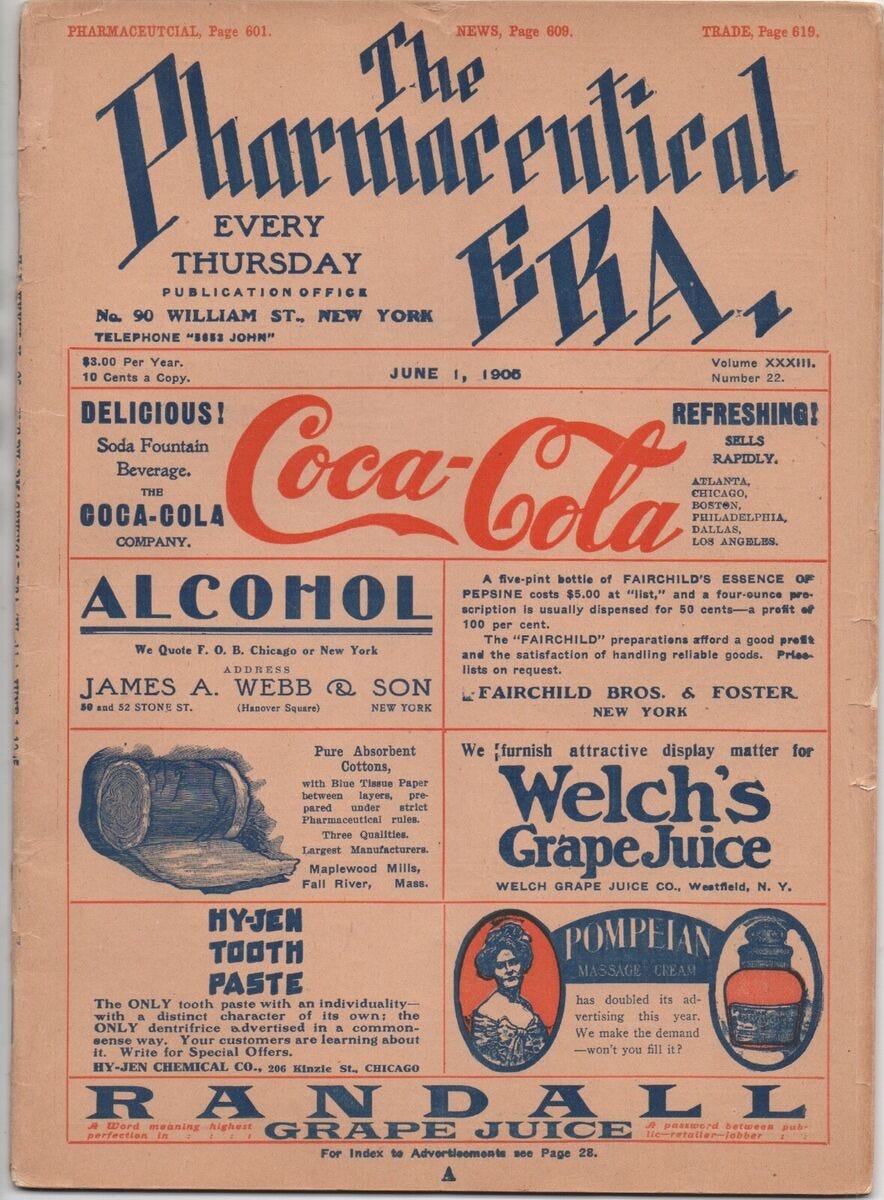 PHARMACEUTCIAL, Page 601. NEWS, Page 609. TRADE, Page 619.
The
Pharmaceutical
ERA.
EVERY
THURSDAY
PUBLICATION OFFICE
No. 90 WILLIAM ST., NEW YORK
TELEPHONE "5653 JOHN"
$3.00 Per Year.
10 Cents a Copy.
JUNE 1, 1905
Volume XXXIII.
Number 22.
DELICIOUS!
Soda Fountain
Beverage.
THE
COCA-COLA
COMPANY.
Coca-Cola
REFRESHING!
SELLS
RAPIDLY.
ATLANTA,
CHICAGO,
BOSTON,
PHILADELPHIA,
DALLAS,
LOS ANGELES.
ALCOHOL
We Quote F. O. B. Chicago or New York
ADDRESS
JAMES A. WEBB & SON
50 and 52 STONE ST. (Hanover Square) NEW YORK
A five-pint bottle of FAIRCHILD'S ESSENCE OF
PEPSINE costs $5.00 at "list," and a four-ounce pre-
scription is usually dispensed for 50 cents—a profit of
100 per cent.
The "FAIRCHILD" preparations afford a good profit
and the satisfaction of handling reliable goods. Price-
lists on request.
FAIRCHILD BROS. & FOSTER
NEW YORK
Pure Absorbent
Cottons,
with Blue Tissue Paper
between layers, pre-
pared under strict
Pharmaceutical rules.
Three Qualities.
Largest Manufacturers.
Maplewood Mills,
Fall River, Mass.
We furnish attractive display matter for
Welch's
Grape Juice
WELCH GRAPE JUICE CO., Westfield, N. Y.
HY-JEN
TOOTH
PASTE
The ONLY tooth paste with an individuality—
with a distinct character of its own; the
ONLY dentrifrice advertised in a common-
sense way. Your customers are learning about
it. Write for Special Offers.
HY-JEN CHEMICAL CO., 206 Kinzie St., CHICAGO
POMPEIAN
MASSAGE CREAM
has doubled its ad-
vertising this year.
We make the demand
—won't you fill it?
RANDALL
GRAPE JUICE
A Word meaning highest
perfection in : : : :
A password between pub-
lic—retailer—jobber : :
For Index to Advertisements see Page 28.
A